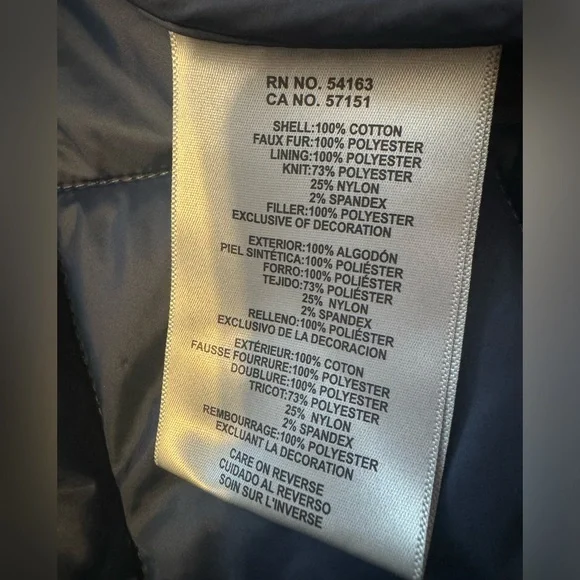 RN NO. 54163
CA NO. 57151
SHELL:100% COTTON
FAUX FUR:100% POLYESTER
LINING:100% POLYESTER
KNIT:73% POLYESTER
25% NYLON
2% SPANDEX
FILLER:100% POLYESTER
EXCLUSIVE OF DECORATION
EXTERIOR:100% ALGODÓN
PIEL SINTÉTICA:100% POLIÉSTER
FORRO:100% POLIÉSTER
TEJIDO:73% POLIÉSTER
25% NYLON
2% SPANDEX
RELLENO:100% POLIÉSTER
EXCLUSIVO DE LA DECORACION
EXTÉRIEUR:100% COTON
FAUSSE FOURRURE:100% POLYESTER
DOUBLURE:100% POLYESTER
TRICOT:73% POLYESTER
25% NYLON
2% SPANDEX
REMBOURRAGE:100% POLYESTER
EXCLUANT LA DECORATION
CARE ON REVERSE
CUIDADO AL REVERSO
SOIN SUR L'INVERSE